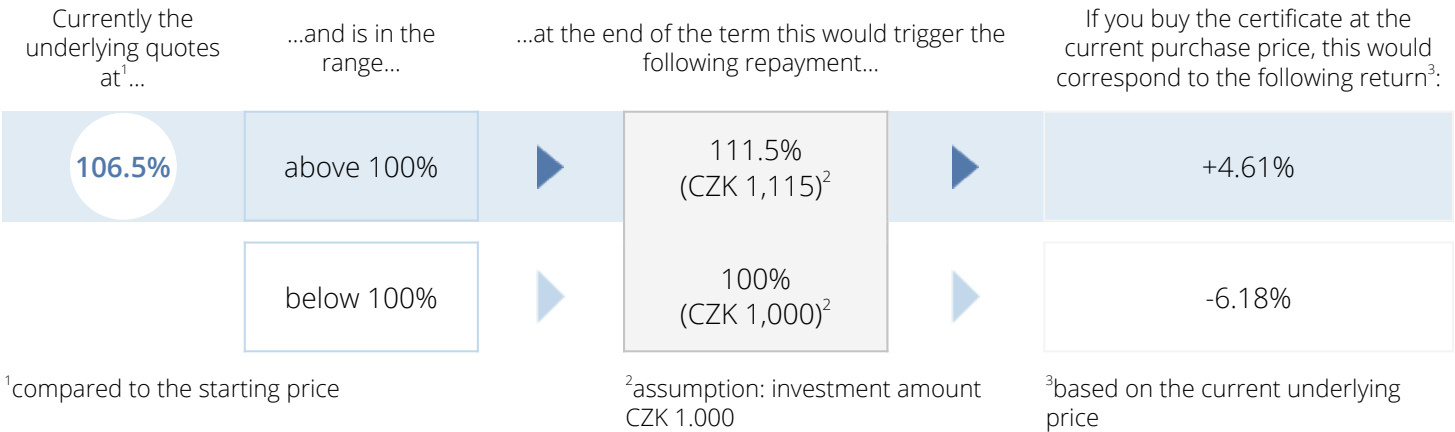 Currently the
underlying quotes
at¹...
...and is in the
range...
...at the end of the term this would trigger the
following repayment...
If you buy the certificate at the
current purchase price, this would
correspond to the following return³:
106.5%
above 100%
111.5%
(CZK 1,115)²
+4.61%
below 100%
100%
(CZK 1,000)²
-6.18%
¹compared to the starting price
²assumption: investment amount
CZK 1.000
³based on the current underlying
price